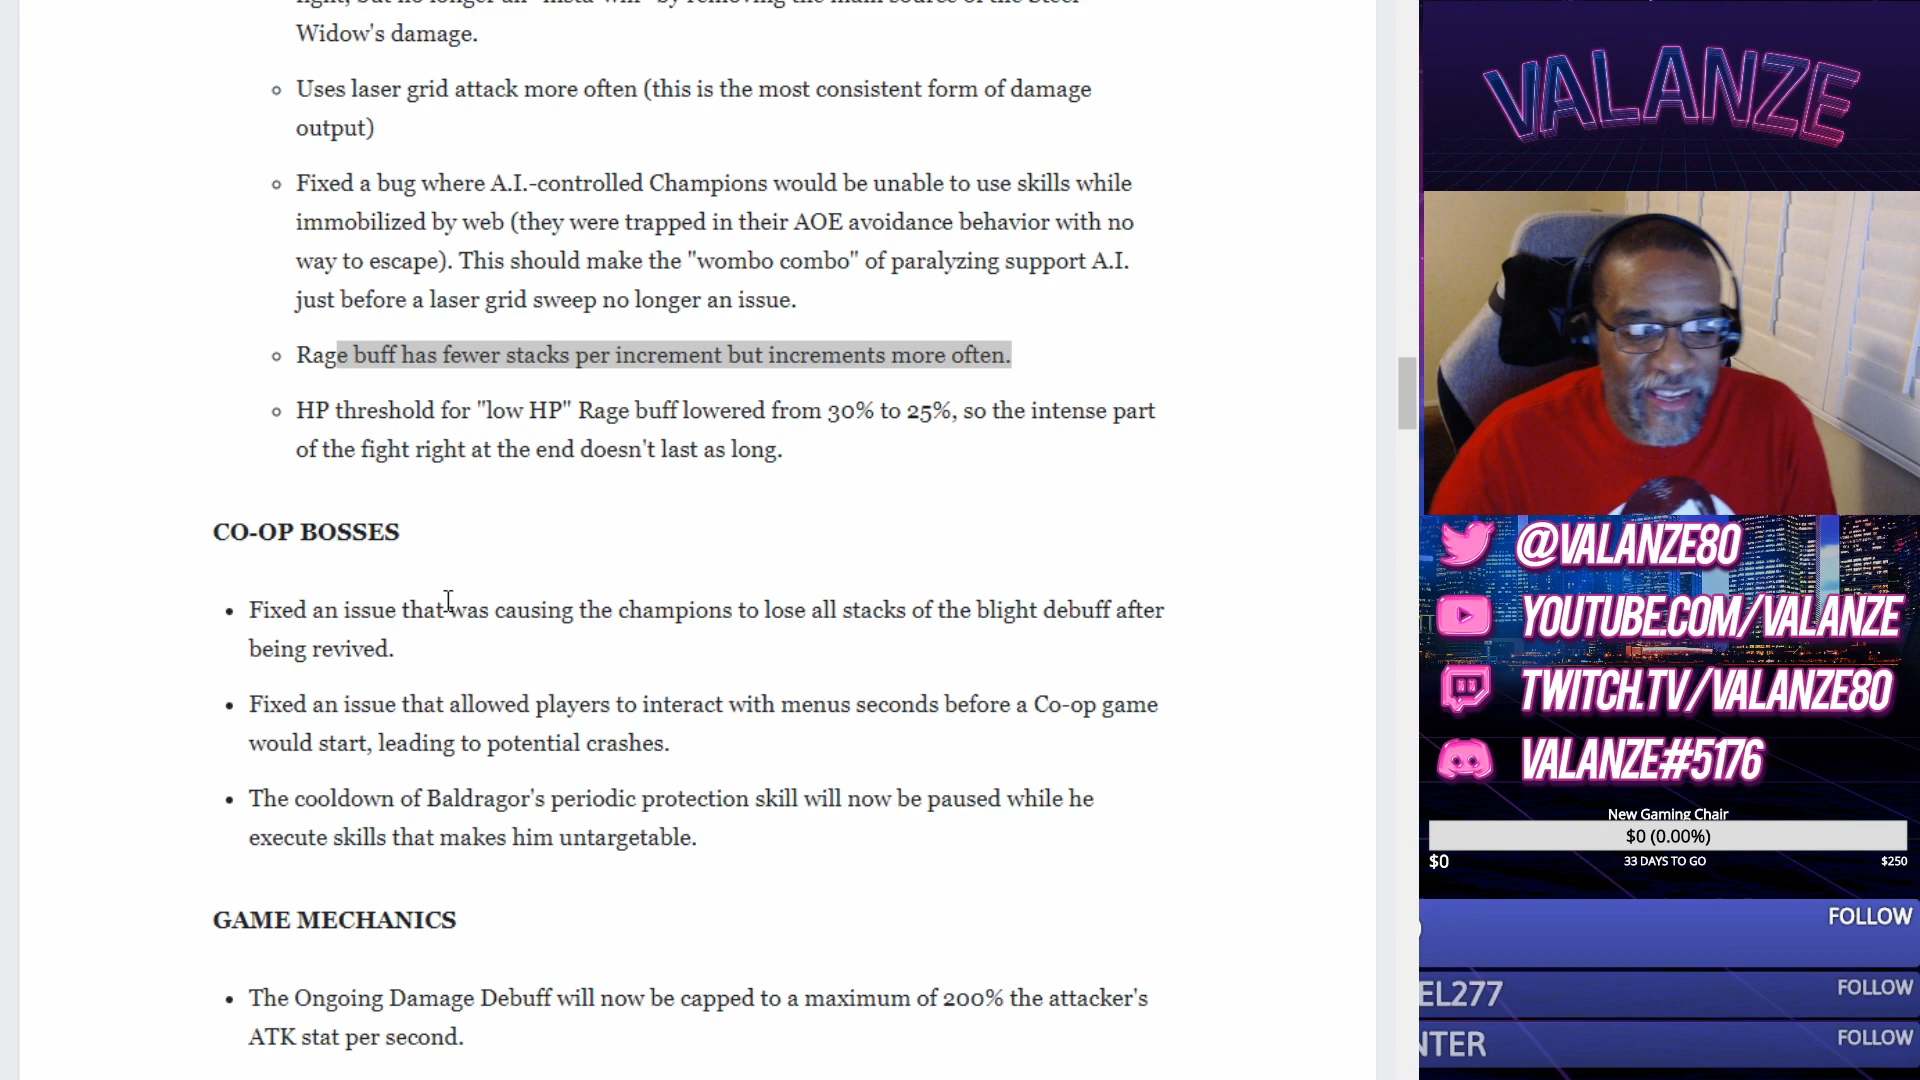 Widow's damage.
Uses laser grid attack more often (this is the most consistent form of damage
output)
Fixed a bug where A.I.-controlled Champions would be unable to use skills while
immobilized by web (they were trapped in their AOE avoidance behavior with no
way to escape). This should make the "wombo combo" of paralyzing support A.I.
just before a laser grid sweep no longer an issue.
Rage buff has fewer stacks per increment but increments more often.
HP threshold for "low HP" Rage buff lowered from 30% to 25%, so the intense part
of the fight right at the end doesn't last as long.
CO-OP BOSSES
Fixed an issue that was causing the champions to lose all stacks of the blight debuff after
being revived.
Fixed an issue that allowed players to interact with menus seconds before a Co-op game
would start, leading to potential crashes.
The cooldown of Baldragor's periodic protection skill will now be paused while he
execute skills that makes him untargetable.
GAME MECHANICS
The Ongoing Damage Debuff will now be capped to a maximum of 200% the attacker's
ATK stat per second.
VALANZE
@VALANZE80
YOUTUBE.COM/VALANZE
TWITCH.TV/VALANZE80
VALANZE#5176
New Gaming Chair
$0 (0.00%)
$0 33 DAYS TO GO $250
FOLLOW
EL277 FOLLOW
NTER FOLLOW